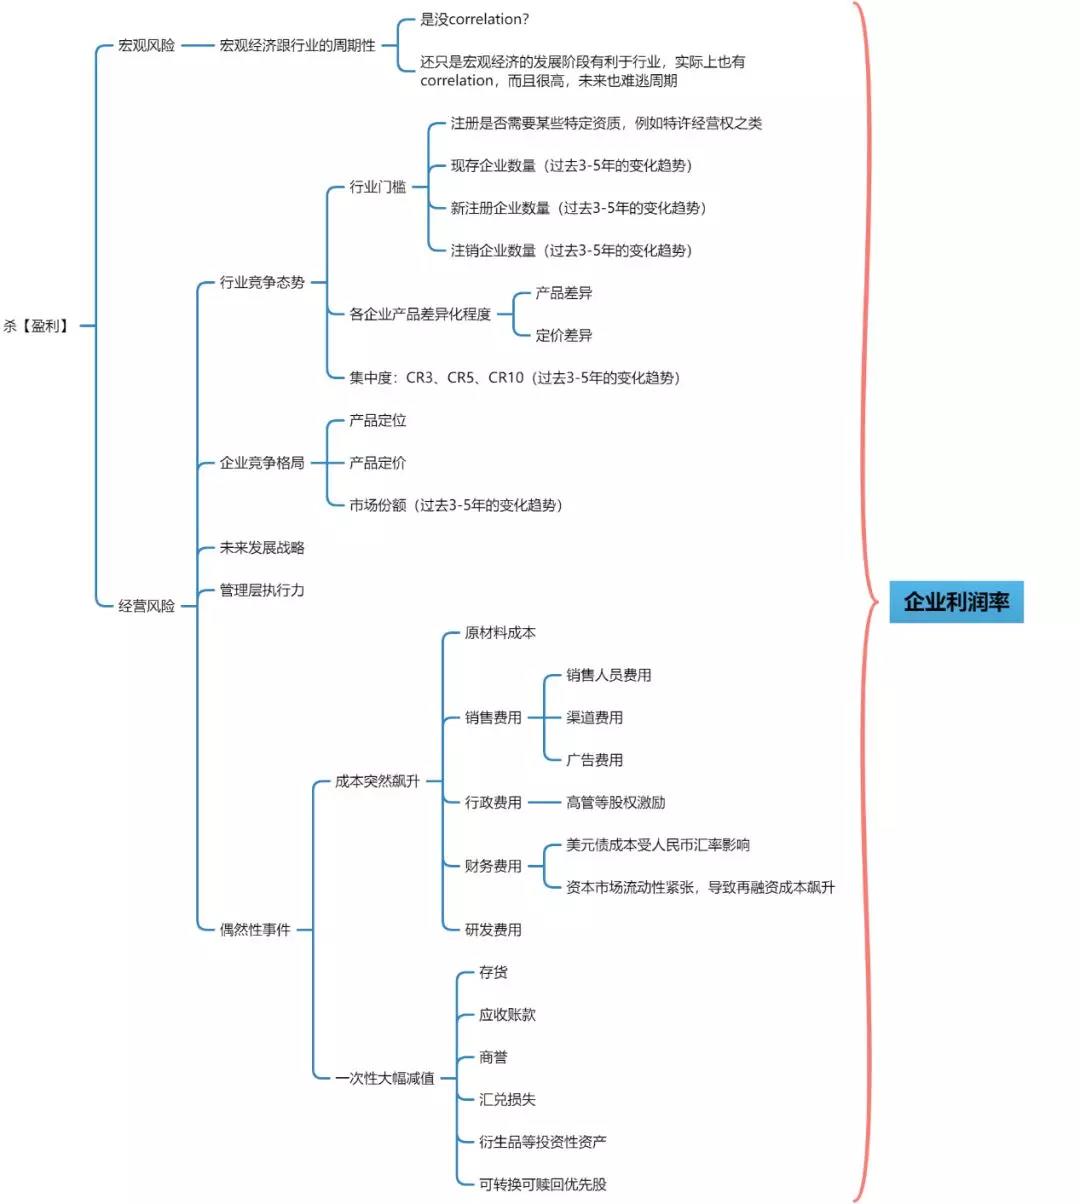 是没correlation？
宏观风险
宏观经济跟行业的周期性
还只是宏观经济的发展阶段有利于行业，实际上也有
correlation，而且很高，未来也难逃周期
注册是否需要某些特定资质，例如特许经营权之类
现存企业数量（过去3-5年的变化趋势）
行业门槛
新注册企业数量（过去3-5年的变化趋势）
注销企业数量（过去3-5年的变化趋势）
行业竞争态势
产品差异
各企业产品差异化程度
杀【盈利】
定价差异
集中度：CR3、CR5、CR10（过去3-5年的变化趋势）
产品定位
企业竞争格局
产品定价
市场份额（过去3-5年的变化趋势）
未来发展战略
管理层执行力
经营风险
企业利润率
原材料成本
销售人员费用
销售费用
渠道费用
广告费用
成本突然飙升
行政费用
高管等股权激励
美元债成本受人民币汇率影响
财务费用
资本市场流动性紧张，导致再融资成本飙升
偶然性事件
研发费用
存货
应收账款
商誉
一次性大幅减值
汇兑损失
衍生品等投资性资产
可转换可赎回优先股